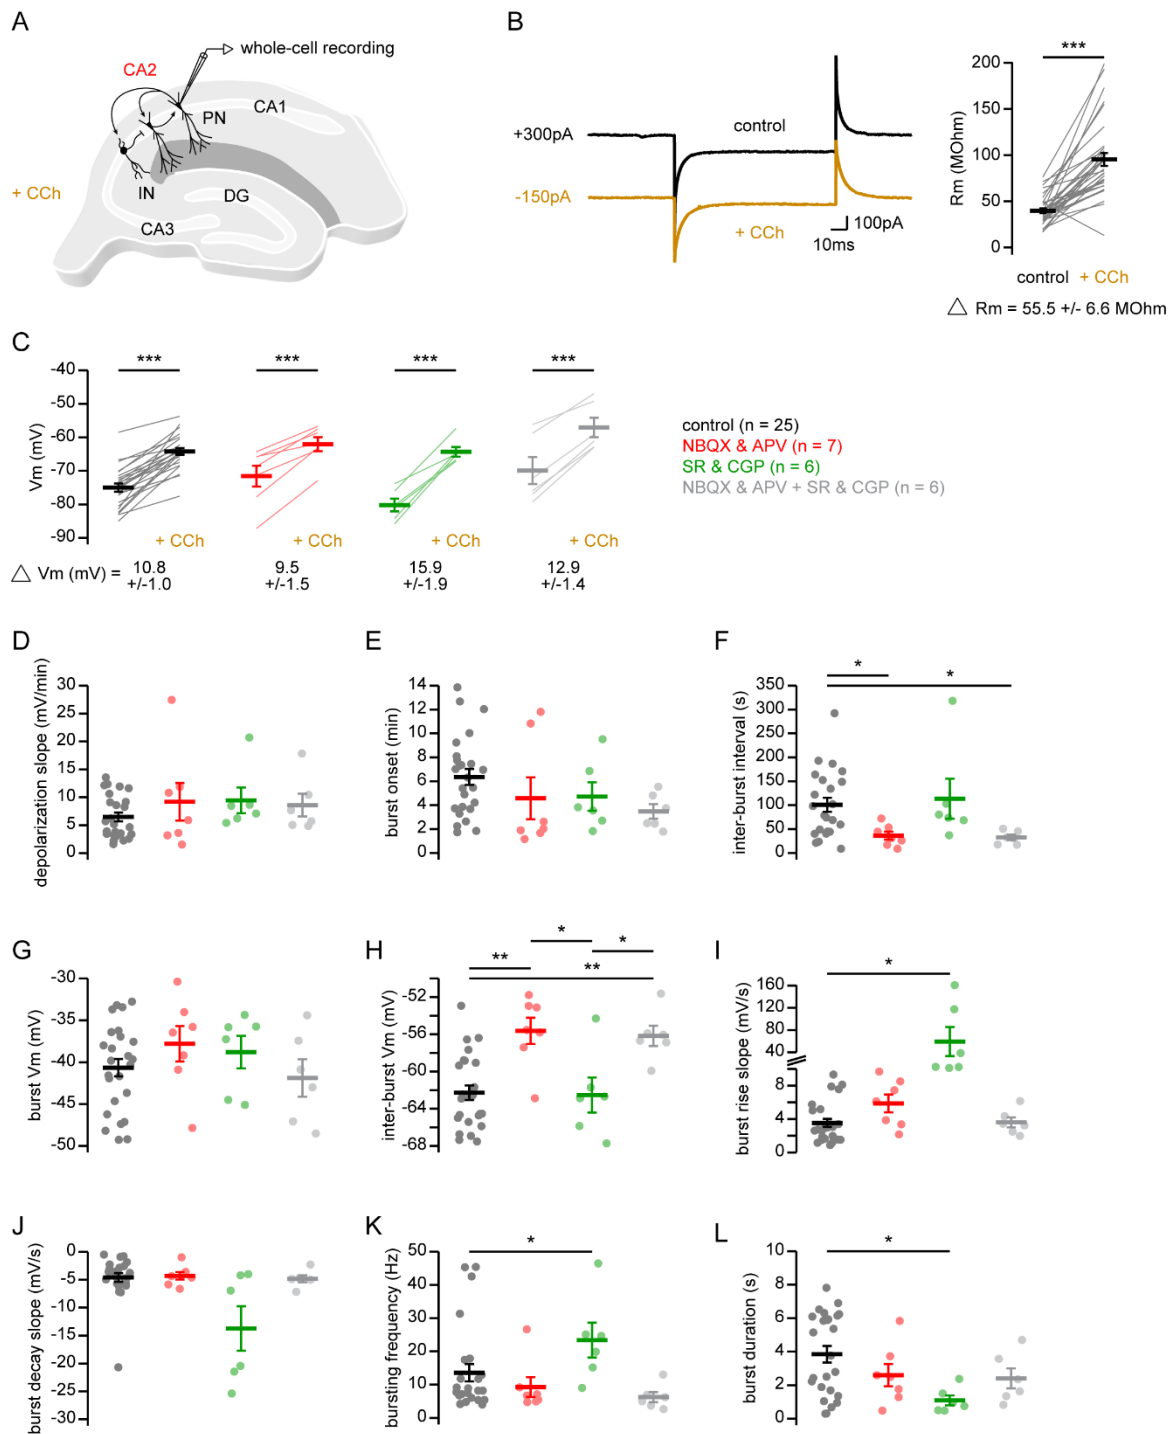 A
whole-cell recording
CA2
CA1
PN
+ CCh
IN
DG
CA3
B
+300pA
control
-150pA
+ CCh
100pA
10ms
***
200
150
100
50
0
Rm (MOhm)
control + CCh
△ Rm = 55.5 +/- 6.6 MOhm
C
*** *** *** ***
-40
-50
-60
-70
-80
-90
Vm (mV)
+ CCh + CCh + CCh + CCh
△ Vm (mV) = 10.8 9.5 15.9 12.9
+/-1.0 +/-1.5 +/-1.9 +/-1.4
control (n = 25)
NBQX & APV (n = 7)
SR & CGP (n = 6)
NBQX & APV + SR & CGP (n = 6)
D
30
25
20
15
10
5
0
depolarization slope (mV/min)
E
14
12
10
8
6
4
2
0
burst onset (min)
F
* *
350
300
250
200
150
100
50
0
inter-burst interval (s)
G
-30
-35
-40
-45
-50
burst Vm (mV)
H
* *
** **
-52
-56
-60
-64
-68
inter-burst Vm (mV)
I
*
160
120
80
40
8
6
4
2
0
burst rise slope (mV/s)
J
0
-5
-10
-15
-20
-25
-30
burst decay slope (mV/s)
K
*
50
40
30
20
10
0
bursting frequency (Hz)
L
*
10
8
6
4
2
0
burst duration (s)